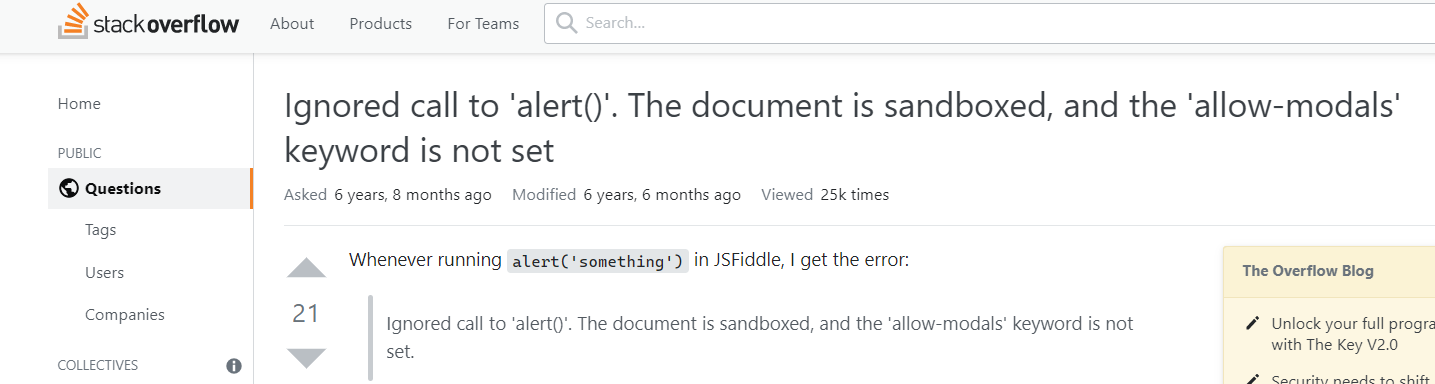 stack overflow About Products For Teams Search...
Home
PUBLIC
Questions
Tags
Users
Companies
COLLECTIVES
Ignored call to 'alert()'. The document is sandboxed, and the 'allow-modals'
keyword is not set
Asked 6 years, 8 months ago Modified 6 years, 6 months ago Viewed 25k times
21
Whenever running alert('something') in JSFiddle, I get the error:
Ignored call to 'alert()'. The document is sandboxed, and the 'allow-modals' keyword is not
set.
The Overflow Blog
Unlock your full progra
with The Key V2.0
Security needs to shift